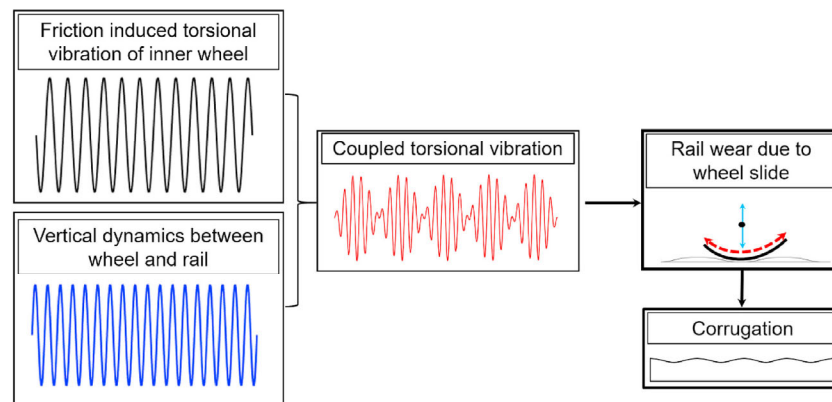 Friction induced torsional
vibration of inner wheel
Vertical dynamics between
wheel and rail
Coupled torsional vibration
Rail wear due to
wheel slide
Corrugation